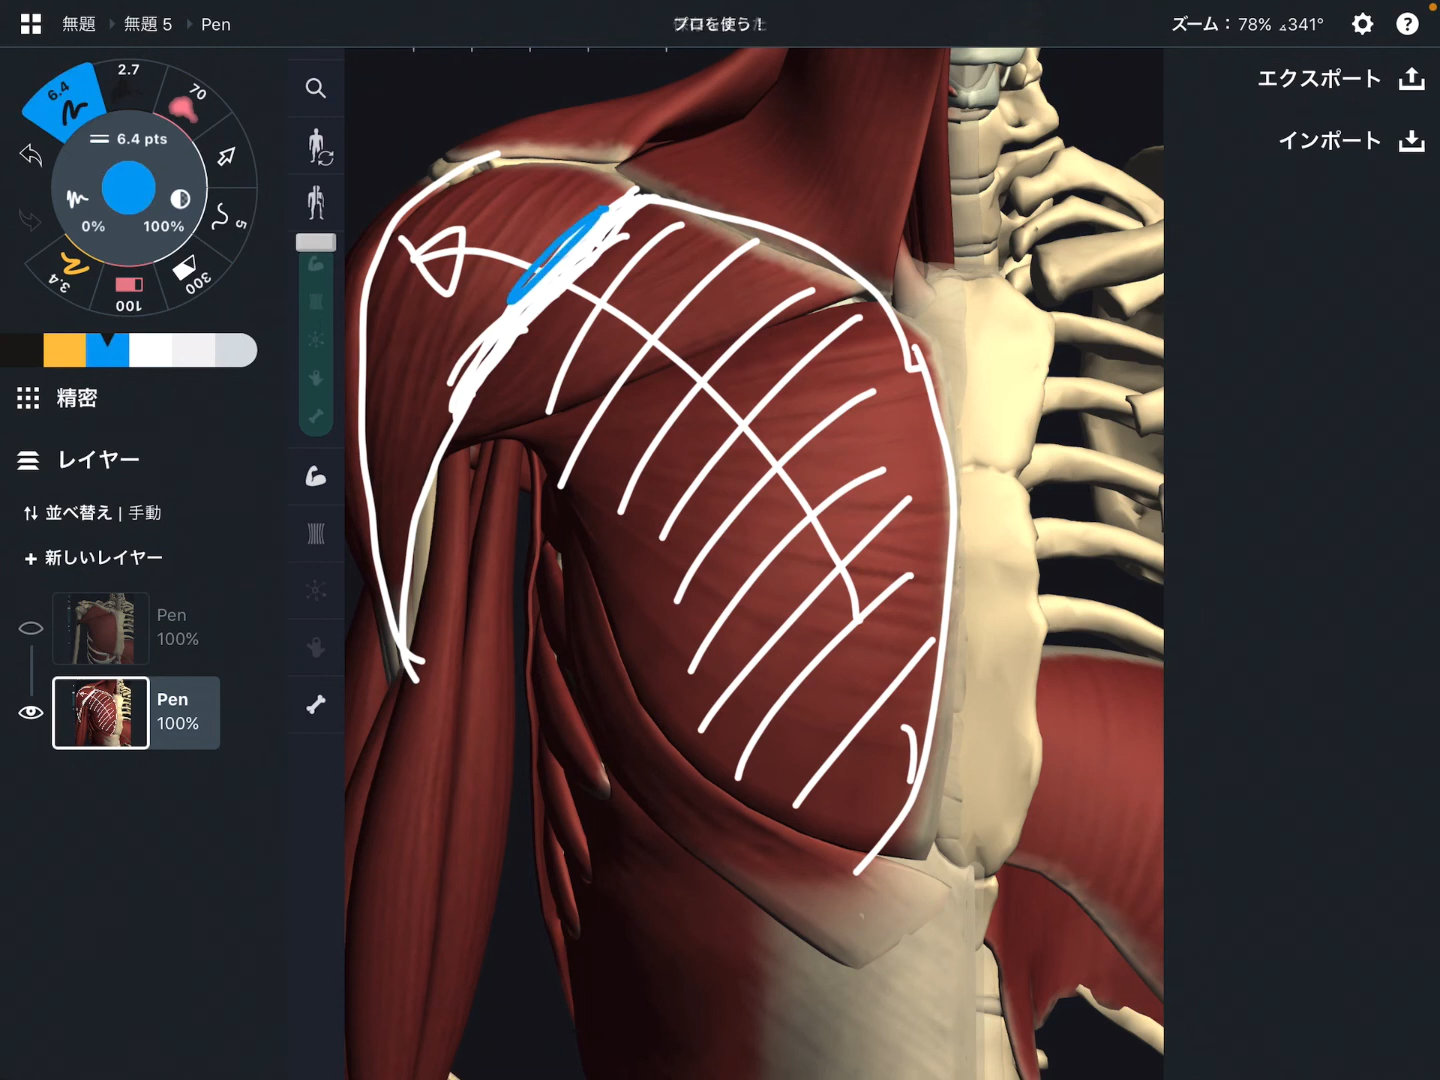 無題 無題 5 Pen
プロを使う!
ズーム：78% ⦟341°
エクスポート
インポート
6.4
2.7
70
6.4 pts
0%
100%
5
300
100
3.4
精密
レイヤー
並べ替え | 手動
+ 新しいレイヤー
Pen
100%
Pen
100%